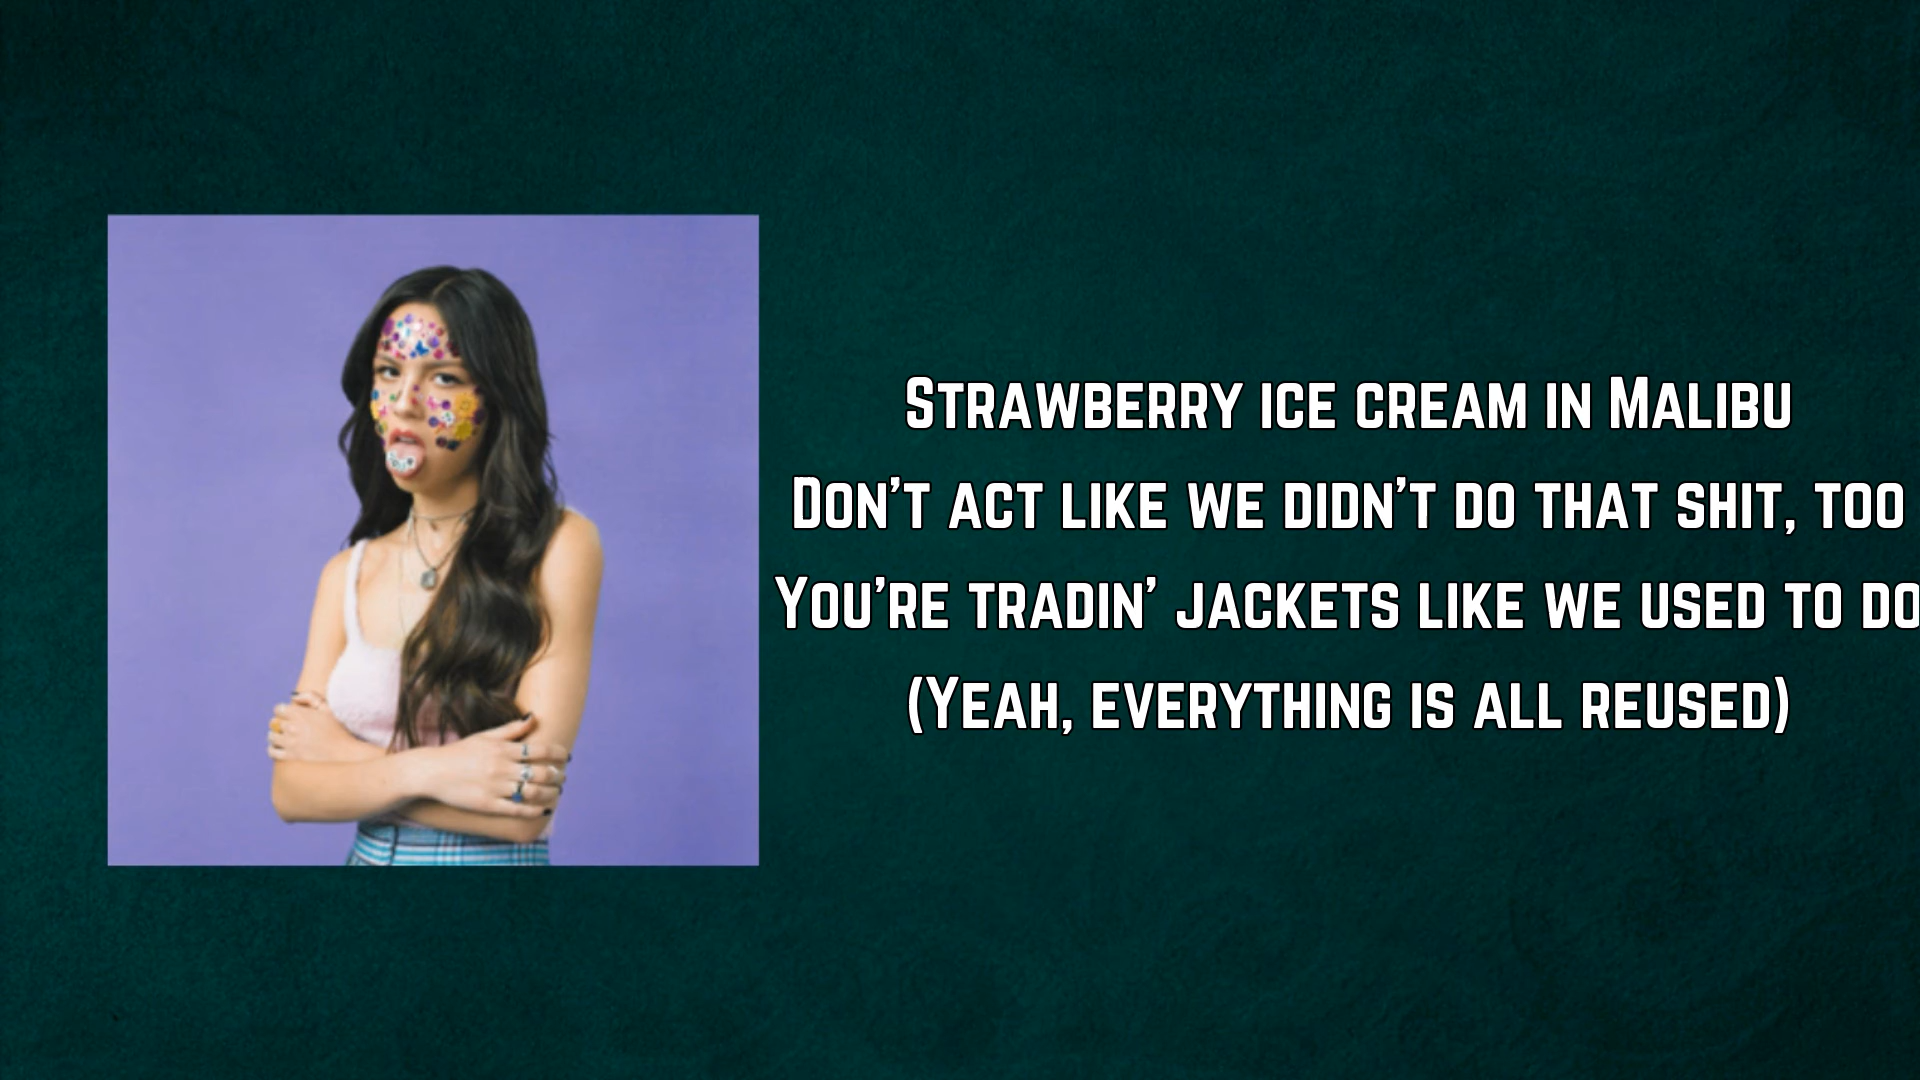 Strawberry ice cream in Malibu
Don't act like we didn't do that shit, too
You're tradin' jackets like we used to do
(Yeah, everything is all reused)